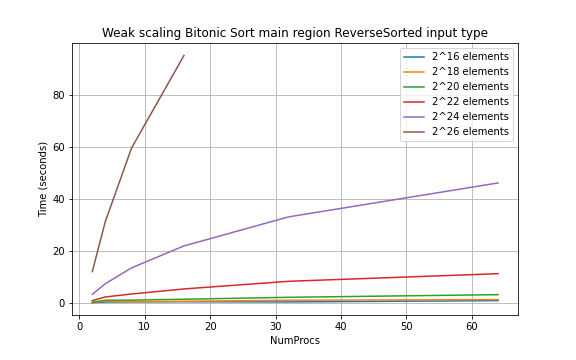 Weak scaling Bitonic Sort main region ReverseSorted input type
2^16 elements
2^18 elements
2^20 elements
2^22 elements
2^24 elements
2^26 elements
Time (seconds)
80
60
40
20
0
0 10 20 30 40 50 60
NumProcs